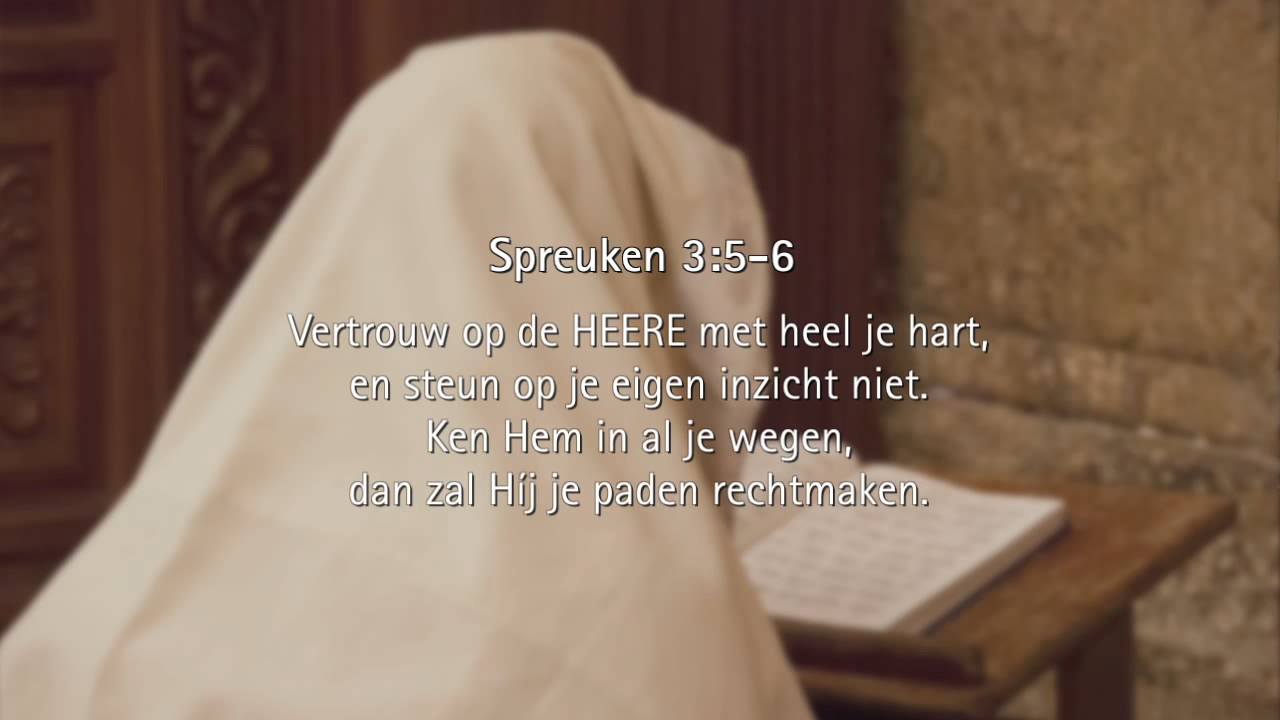 Spreuken 3:5-6
Vertrouw op de HEERE met heel je hart,
en steun op je eigen inzicht niet.
Ken Hem in al je wegen,
dan zal Híj je paden rechtmaken.